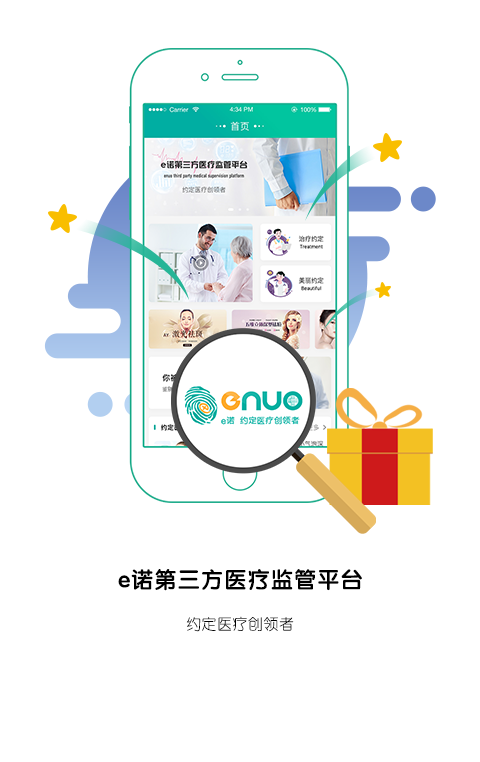 Carrier
4:34 PM
100%
首页
e诺第三方医疗监管平台
enuo third party medical supervision platform
约定医疗创领者
治疗约定
Treatment
美丽约定
Beautiful
激光祛斑
你被
约定
enuo
e诺 约定医疗创领者
e诺第三方医疗监管平台
约定医疗创领者